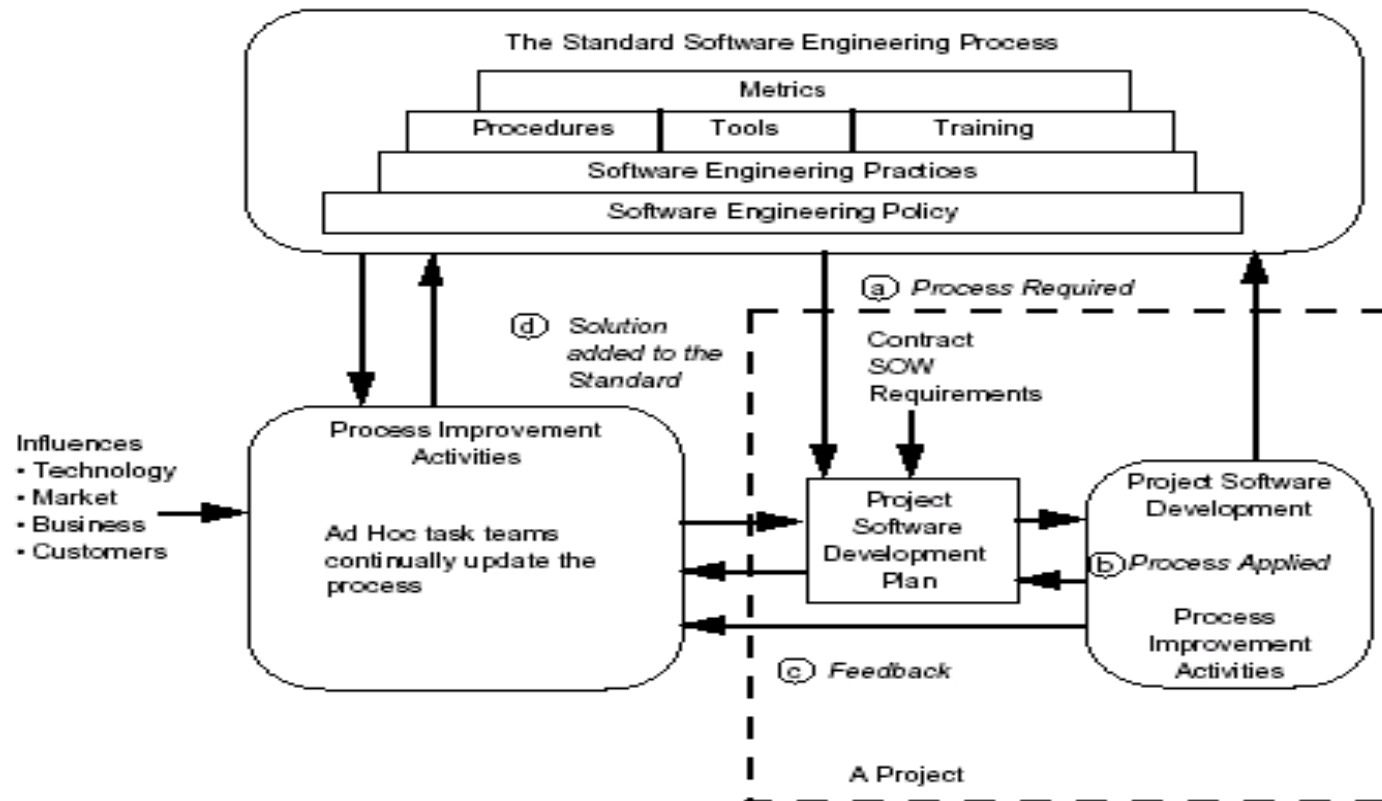 The Standard Software Engineering Process
Metrics
Procedures
Tools
Training
Software Engineering Practices
Software Engineering Policy
a Process Required
d Solution
added to the
Standard
Contract
SOW
Requirements
Influences
• Technology
• Market
• Business
• Customers
Process Improvement
Activities
Ad Hoc task teams
continually update the
process
Project
Software
Development
Plan
Project Software
Development
b Process Applied
Process
Improvement
Activities
c Feedback
A Project